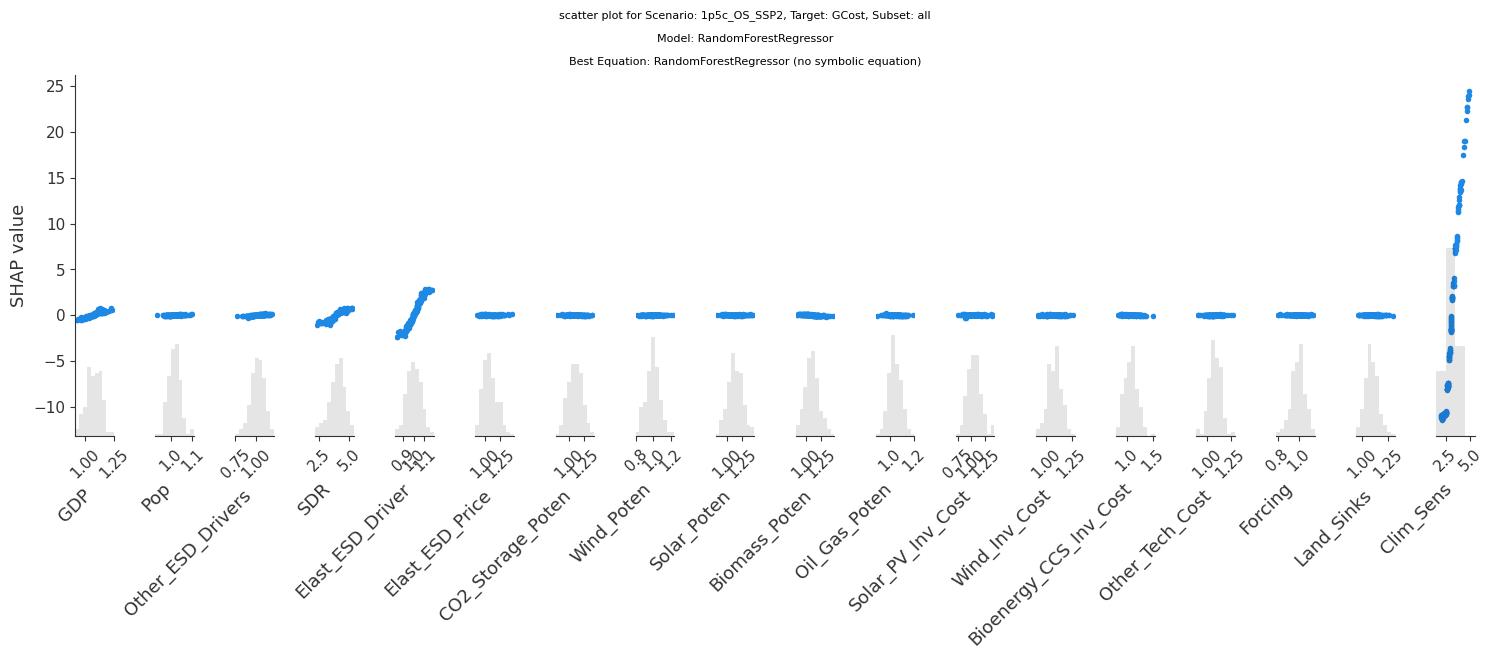 scatter plot for Scenario: 1p5c_OS_SSP2, Target: GCost, Subset: all
Model: RandomForestRegressor
Best Equation: RandomForestRegressor (no symbolic equation)
SHAP value
25
20
15
10
5
0
−5
−10
1.00 1.25
1.0 1.1
0.75 1.00
2.5 5.0
0.9 1.0 1.1
1.00 1.25
1.00 1.25
0.8 1.0 1.2
1.00 1.25
1.00 1.25
1.0 1.2
0.75 1.00 1.25
1.00 1.25
1.0 1.5
1.00 1.25
0.8 1.0
1.00 1.25
2.5 5.0
GDP
Pop
Other_ESD_Drivers
SDR
Elast_ESD_Driver
Elast_ESD_Price
CO2_Storage_Poten
Wind_Poten
Solar_Poten
Biomass_Poten
Oil_Gas_Poten
Solar_PV_Inv_Cost
Wind_Inv_Cost
Bioenergy_CCS_Inv_Cost
Other_Tech_Cost
Forcing
Land_Sinks
Clim_Sens